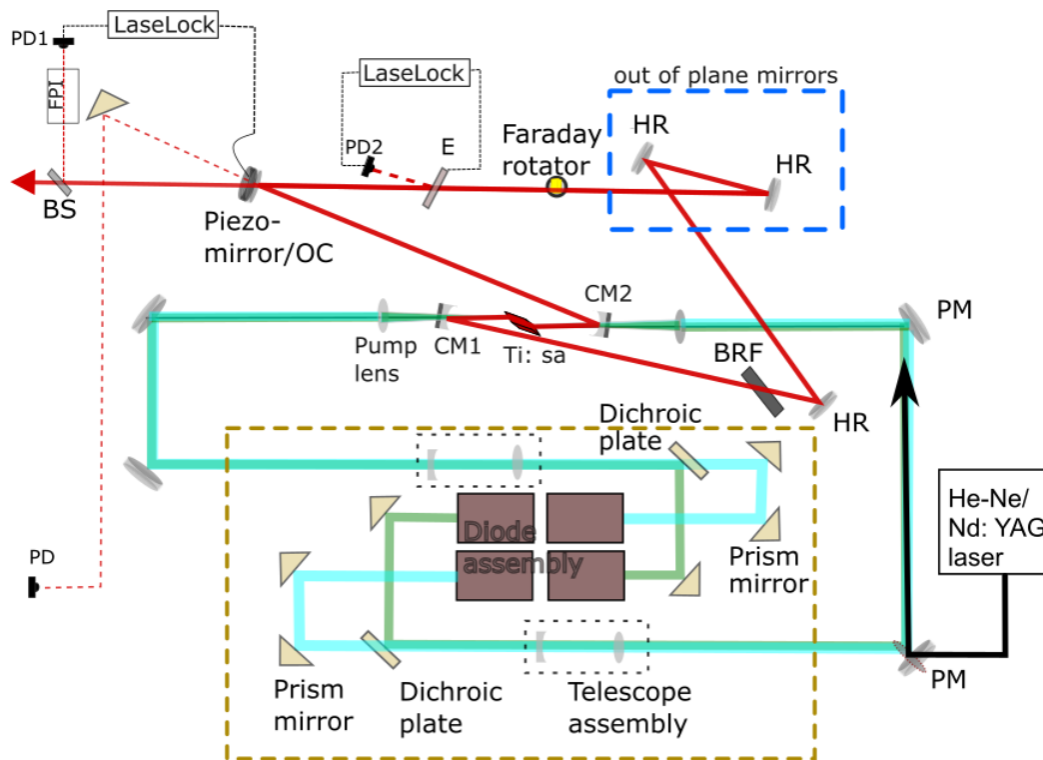 LaseLock
PD1
FPI
LaseLock
out of plane mirrors
PD2
E
Faraday
rotator
HR
HR
BS
Piezo-
mirror/OC
CM2
PM
Pump
lens
CM1
Ti: sa
BRF
HR
Dichroic
plate
He-Ne/
Nd: YAG
laser
Diode
assembly
Prism
mirror
PD
PM
Prism
mirror
Dichroic
plate
Telescope
assembly